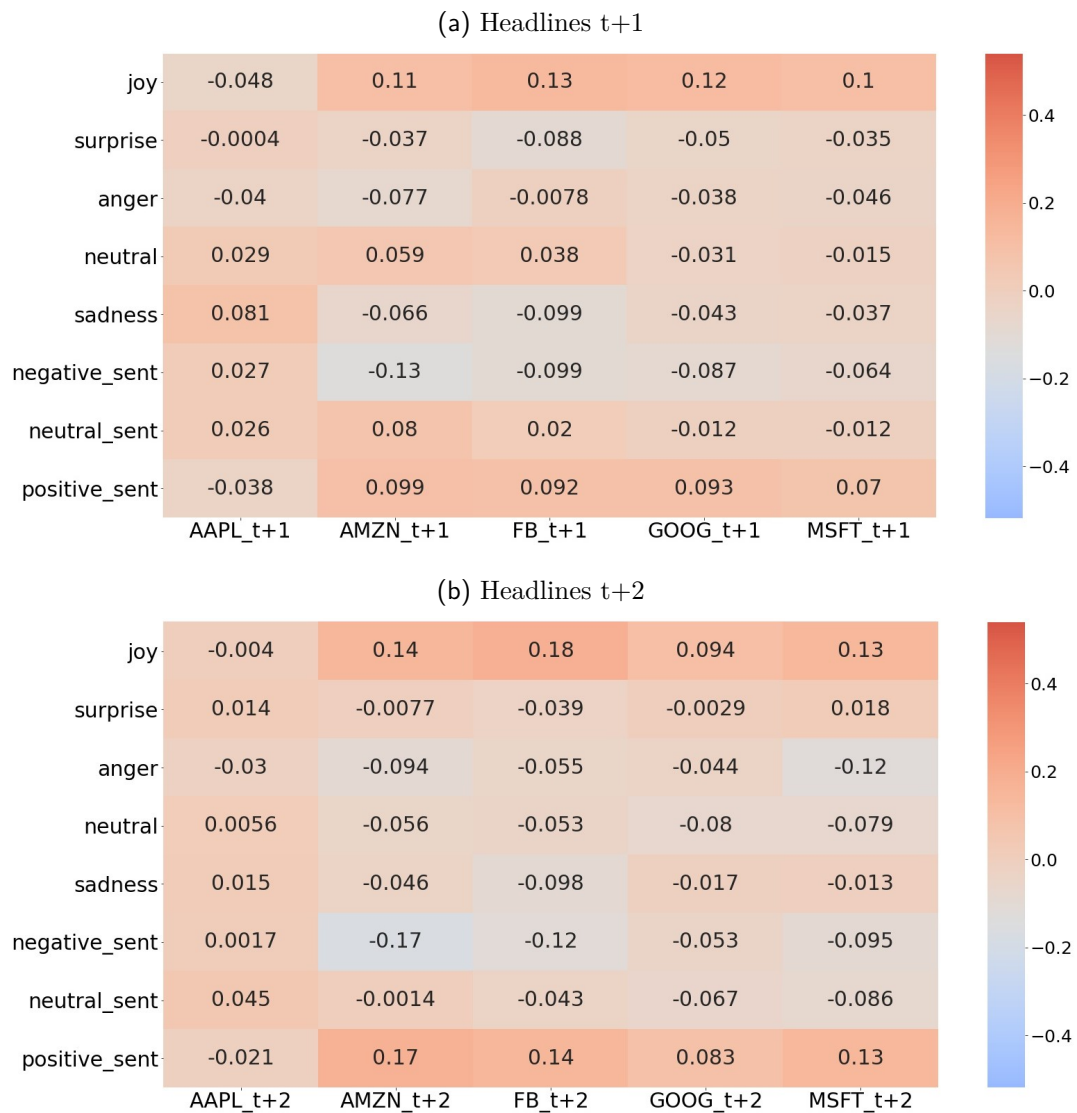 (a) Headlines t+1
joy -0.048 0.11 0.13 0.12 0.1
surprise -0.0004 -0.037 -0.088 -0.05 -0.035
anger -0.04 -0.077 -0.0078 -0.038 -0.046
neutral 0.029 0.059 0.038 -0.031 -0.015
sadness 0.081 -0.066 -0.099 -0.043 -0.037
negative_sent 0.027 -0.13 -0.099 -0.087 -0.064
neutral_sent 0.026 0.08 0.02 -0.012 -0.012
positive_sent -0.038 0.099 0.092 0.093 0.07
AAPL_t+1 AMZN_t+1 FB_t+1 GOOG_t+1 MSFT_t+1
0.4
0.2
0.0
−0.2
−0.4
(b) Headlines t+2
joy -0.004 0.14 0.18 0.094 0.13
surprise 0.014 -0.0077 -0.039 -0.0029 0.018
anger -0.03 -0.094 -0.055 -0.044 -0.12
neutral 0.0056 -0.056 -0.053 -0.08 -0.079
sadness 0.015 -0.046 -0.098 -0.017 -0.013
negative_sent 0.0017 -0.17 -0.12 -0.053 -0.095
neutral_sent 0.045 -0.0014 -0.043 -0.067 -0.086
positive_sent -0.021 0.17 0.14 0.083 0.13
AAPL_t+2 AMZN_t+2 FB_t+2 GOOG_t+2 MSFT_t+2
0.4
0.2
0.0
−0.2
−0.4